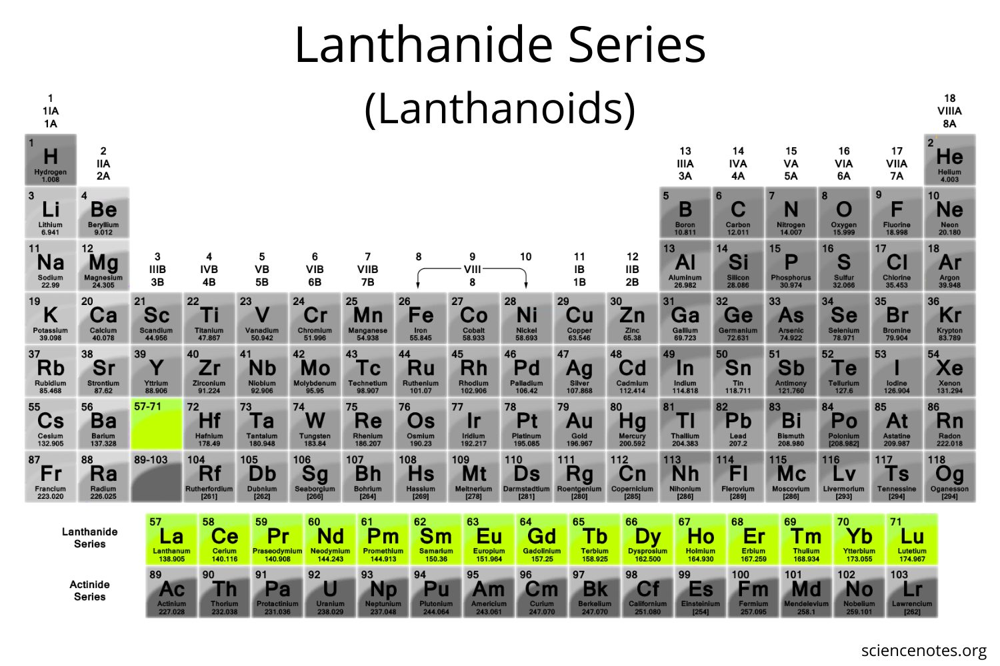 Lanthanide Series
(Lanthanoids)
1
1IA
1A
18
VIIIA
8A
2
IIA
2A
13
IIIA
3A
14
IVA
4A
15
VA
5A
16
VIA
6A
17
VIIA
7A
3
IIIB
3B
4
IVB
4B
5
VB
5B
6
VIB
6B
7
VIIB
7B
8
9
VIII
8
10
11
IB
1B
12
IIB
2B
1
H
Hydrogen
1.008
2
He
Helium
4.003
3
Li
Lithium
6.941
4
Be
Beryllium
9.012
5
B
Boron
10.811
6
C
Carbon
12.011
7
N
Nitrogen
14.007
8
O
Oxygen
15.999
9
F
Fluorine
18.998
10
Ne
Neon
20.180
11
Na
Sodium
22.99
12
Mg
Magnesium
24.305
13
Al
Aluminum
26.982
14
Si
Silicon
28.086
15
P
Phosphorus
30.974
16
S
Sulfur
32.066
17
Cl
Chlorine
35.453
18
Ar
Argon
39.948
19
K
Potassium
39.098
20
Ca
Calcium
40.078
21
Sc
Scandium
44.956
22
Ti
Titanium
47.867
23
V
Vanadium
50.942
24
Cr
Chromium
51.996
25
Mn
Manganese
54.938
26
Fe
Iron
55.845
27
Co
Cobalt
58.933
28
Ni
Nickel
58.693
29
Cu
Copper
63.546
30
Zn
Zinc
65.38
31
Ga
Gallium
69.723
32
Ge
Germanium
72.631
33
As
Arsenic
74.922
34
Se
Selenium
78.971
35
Br
Bromine
79.904
36
Kr
Krypton
83.789
37
Rb
Rubidium
85.468
38
Sr
Strontium
87.62
39
Y
Yttrium
88.906
40
Zr
Zirconium
91.224
41
Nb
Niobium
92.906
42
Mo
Molybdenum
95.95
43
Tc
Technetium
98.907
44
Ru
Ruthenium
101.07
45
Rh
Rhodium
102.906
46
Pd
Palladium
106.42
47
Ag
Silver
107.868
48
Cd
Cadmium
112.414
49
In
Indium
114.818
50
Sn
Tin
118.711
51
Sb
Antimony
121.760
52
Te
Tellurium
127.6
53
I
Iodine
126.904
54
Xe
Xenon
131.294
55
Cs
Cesium
132.905
56
Ba
Barium
137.328
57-71
72
Hf
Hafnium
178.49
73
Ta
Tantalum
180.948
74
W
Tungsten
183.84
75
Re
Rhenium
186.207
76
Os
Osmium
190.23
77
Ir
Iridium
192.217
78
Pt
Platinum
195.085
79
Au
Gold
196.967
80
Hg
Mercury
200.592
81
Tl
Thallium
204.383
82
Pb
Lead
207.2
83
Bi
Bismuth
208.980
84
Po
Polonium
[208.982]
85
At
Astatine
209.987
86
Rn
Radon
222.018
87
Fr
Francium
223.020
88
Ra
Radium
226.025
89-103
104
Rf
Rutherfordium
[261]
105
Db
Dubnium
[262]
106
Sg
Seaborgium
[266]
107
Bh
Bohrium
[264]
108
Hs
Hassium
[269]
109
Mt
Meitnerium
[278]
110
Ds
Darmstadtium
[281]
111
Rg
Roentgenium
[280]
112
Cn
Copernicium
[285]
113
Nh
Nihonium
[286]
114
Fl
Flerovium
[289]
115
Mc
Moscovium
[286]
116
Lv
Livermorium
[293]
117
Ts
Tennessine
[294]
118
Og
Oganesson
[294]
Lanthanide
Series
57
La
Lanthanum
138.905
58
Ce
Cerium
140.116
59
Pr
Praseodymium
140.908
60
Nd
Neodymium
144.243
61
Pm
Promethium
144.913
62
Sm
Samarium
150.36
63
Eu
Europium
151.964
64
Gd
Gadolinium
157.25
65
Tb
Terbium
158.925
66
Dy
Dysprosium
162.500
67
Ho
Holmium
164.930
68
Er
Erbium
167.259
69
Tm
Thulium
168.934
70
Yb
Ytterbium
173.055
71
Lu
Lutetium
174.967
Actinide
Series
89
Ac
Actinium
227.028
90
Th
Thorium
232.038
91
Pa
Protactinium
231.036
92
U
Uranium
238.029
93
Np
Neptunium
237.048
94
Pu
Plutonium
244.064
95
Am
Americium
243.061
96
Cm
Curium
247.070
97
Bk
Berkelium
247.070
98
Cf
Californium
251.080
99
Es
Einsteinium
[254]
100
Fm
Fermium
257.095
101
Md
Mendelevium
258.1
102
No
Nobelium
259.101
103
Lr
Lawrencium
[262]
sciencenotes.org